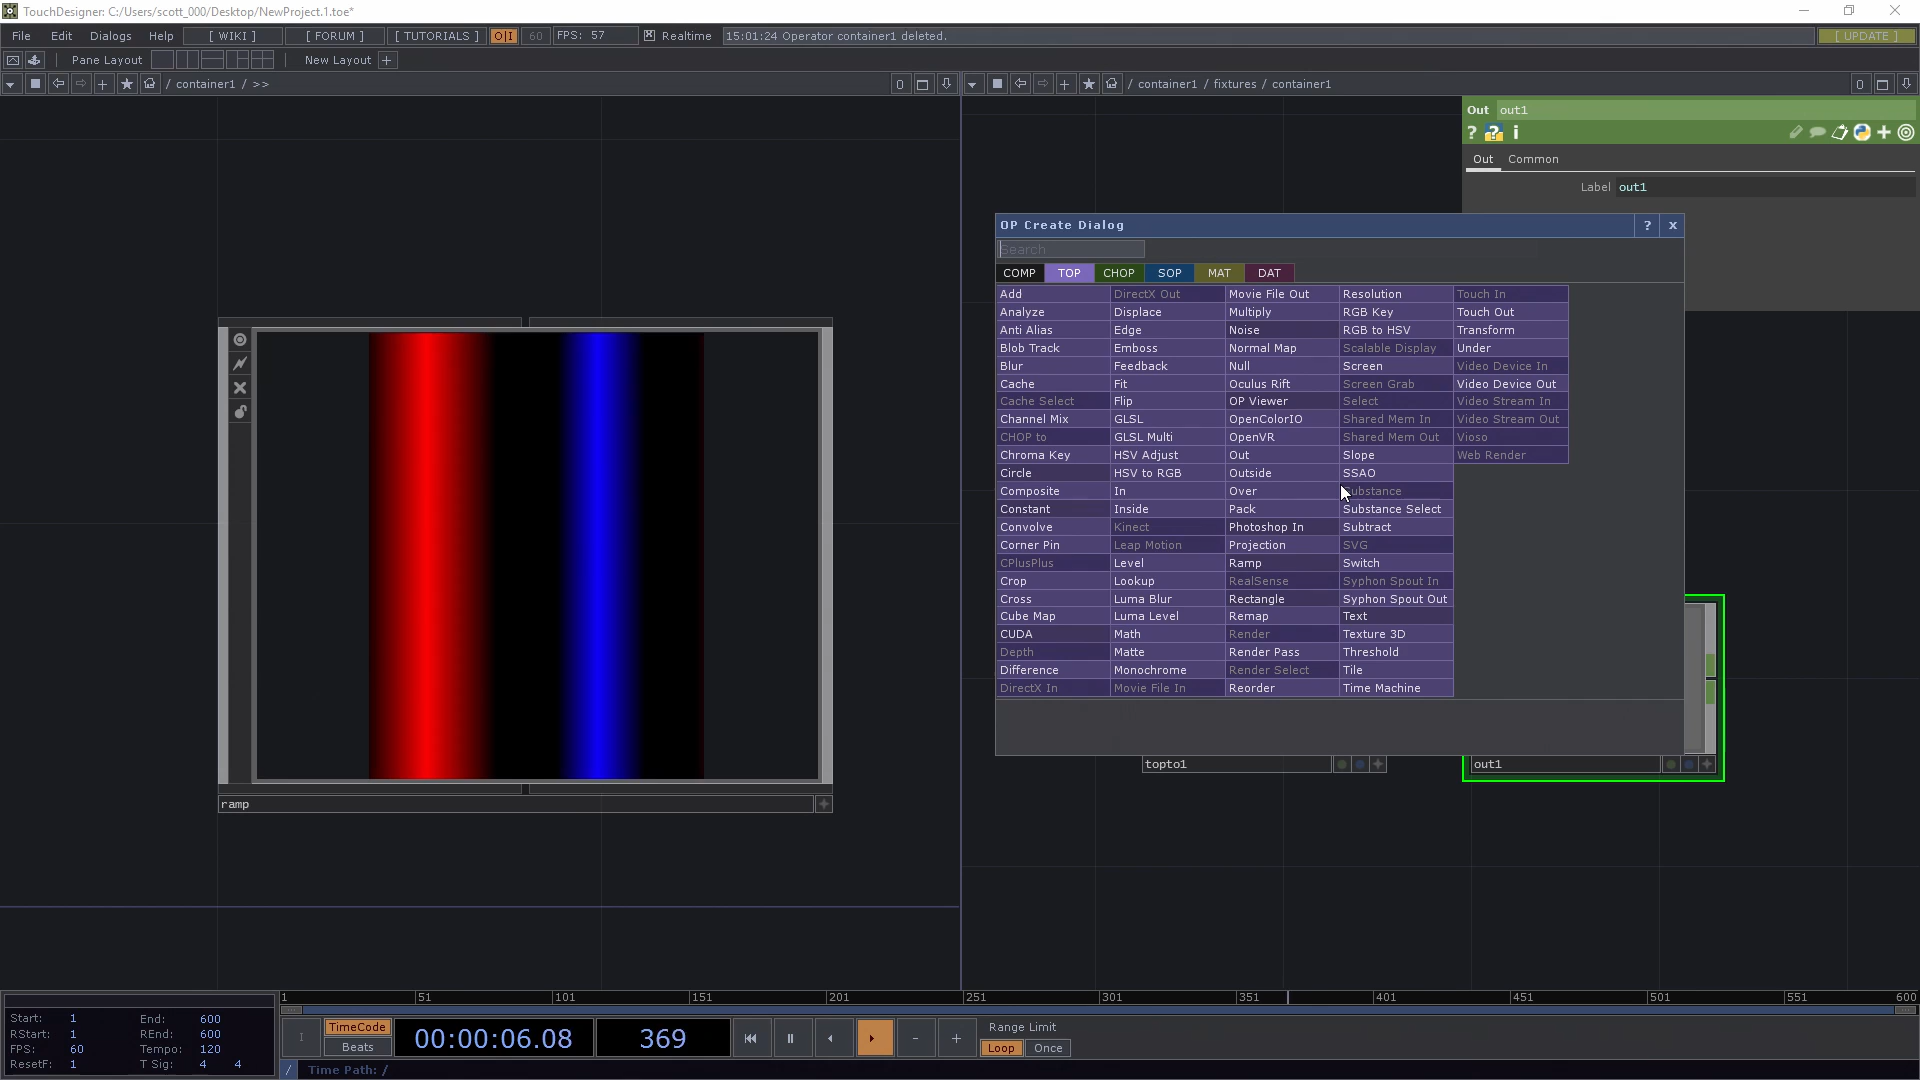 TouchDesigner: C:/Users/scott_000/Desktop/NewProject.1.toe*
File Edit Dialogs Help [ WIKI ] [ FORUM ] [ TUTORIALS ] O|I 60 FPS: 57 Realtime 15:01:24 Operator container1 deleted. [ UPDATE ]
Pane Layout New Layout +
/ container1 / >> 0 / container1 / fixtures / container1 0
Out out1
? ? i
Out Common
Label out1
OP Create Dialog ? x
Search
COMP TOP CHOP SOP MAT DAT
Add DirectX Out Movie File Out Resolution Touch In
Analyze Displace Multiply RGB Key Touch Out
Anti Alias Edge Noise RGB to HSV Transform
Blob Track Emboss Normal Map Scalable Display Under
Blur Feedback Null Screen Video Device In
Cache Fit Oculus Rift Screen Grab Video Device Out
Cache Select Flip OP Viewer Select Video Stream In
Channel Mix GLSL OpenColorIO Shared Mem In Video Stream Out
CHOP to GLSL Multi OpenVR Shared Mem Out Vioso
Chroma Key HSV Adjust Out Slope Web Render
Circle HSV to RGB Outside SSAO
Composite In Over Substance
Constant Inside Pack Substance Select
Convolve Kinect Photoshop In Subtract
Corner Pin Leap Motion Projection SVG
CPlusPlus Level Ramp Switch
Crop Lookup RealSense Syphon Spout In
Cross Luma Blur Rectangle Syphon Spout Out
Cube Map Luma Level Remap Text
CUDA Math Render Texture 3D
Depth Matte Render Pass Threshold
Difference Monochrome Render Select Tile
DirectX In Movie File In Reorder Time Machine
topto1 out1
ramp
1 51 101 151 201 251 301 351 401 451 501 551 600
Start: 1 End: 600
RStart: 1 REnd: 600
FPS: 60 Tempo: 120
ResetF: 1 T Sig: 4 4
I TimeCode Beats 00:00:06.08 369 - + Range Limit
Loop Once
/ Time Path: /